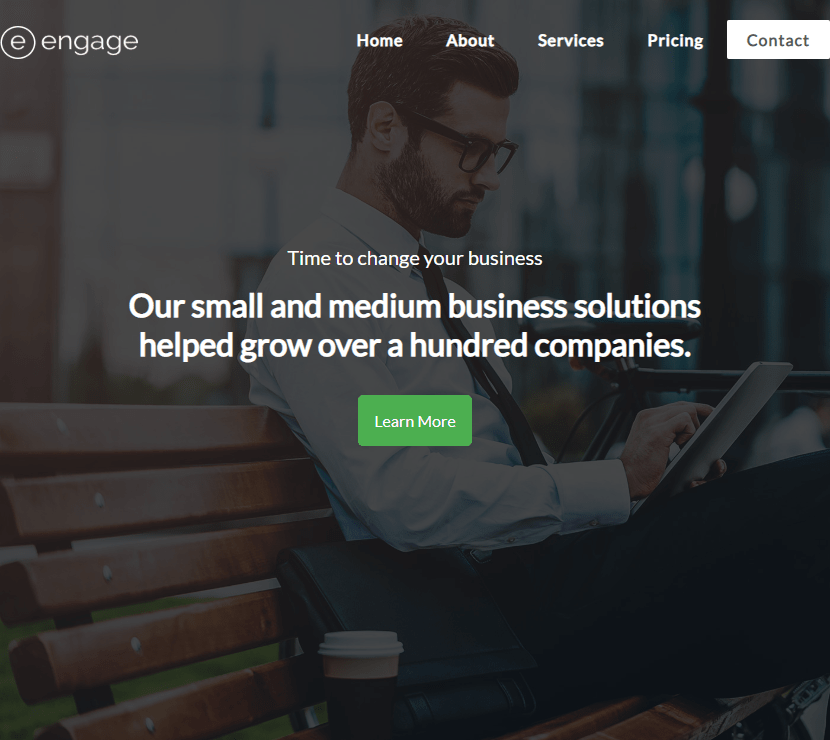 e engage
Home About Services Pricing Contact
Time to change your business
Our small and medium business solutions
helped grow over a hundred companies.
Learn More